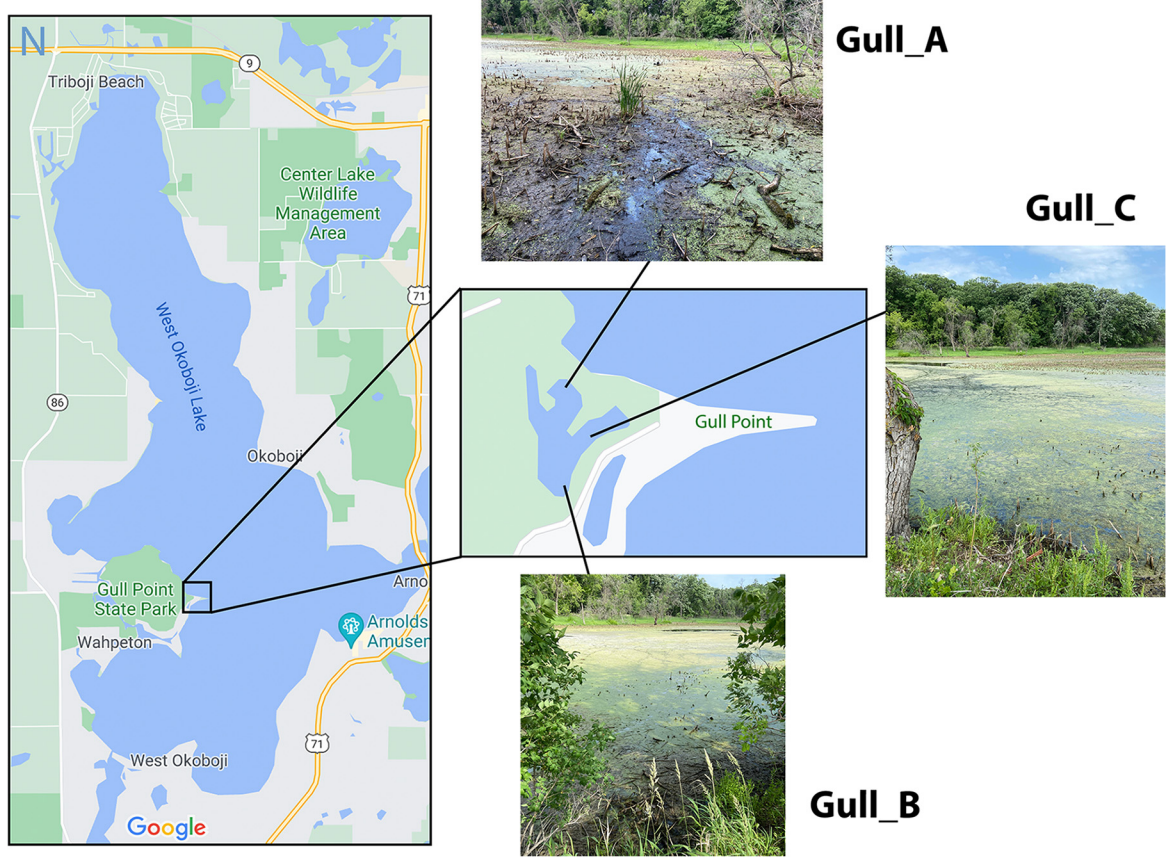 N
9
Triboji Beach
Center Lake
Wildlife
Management
Area
71
West Okoboji Lake
86
Okoboji
Gull Point
State Park
Arno
Wahpeton
Arnolds
Amusen
71
West Okoboji
Google
Gull_A
Gull_C
Gull Point
Gull_B